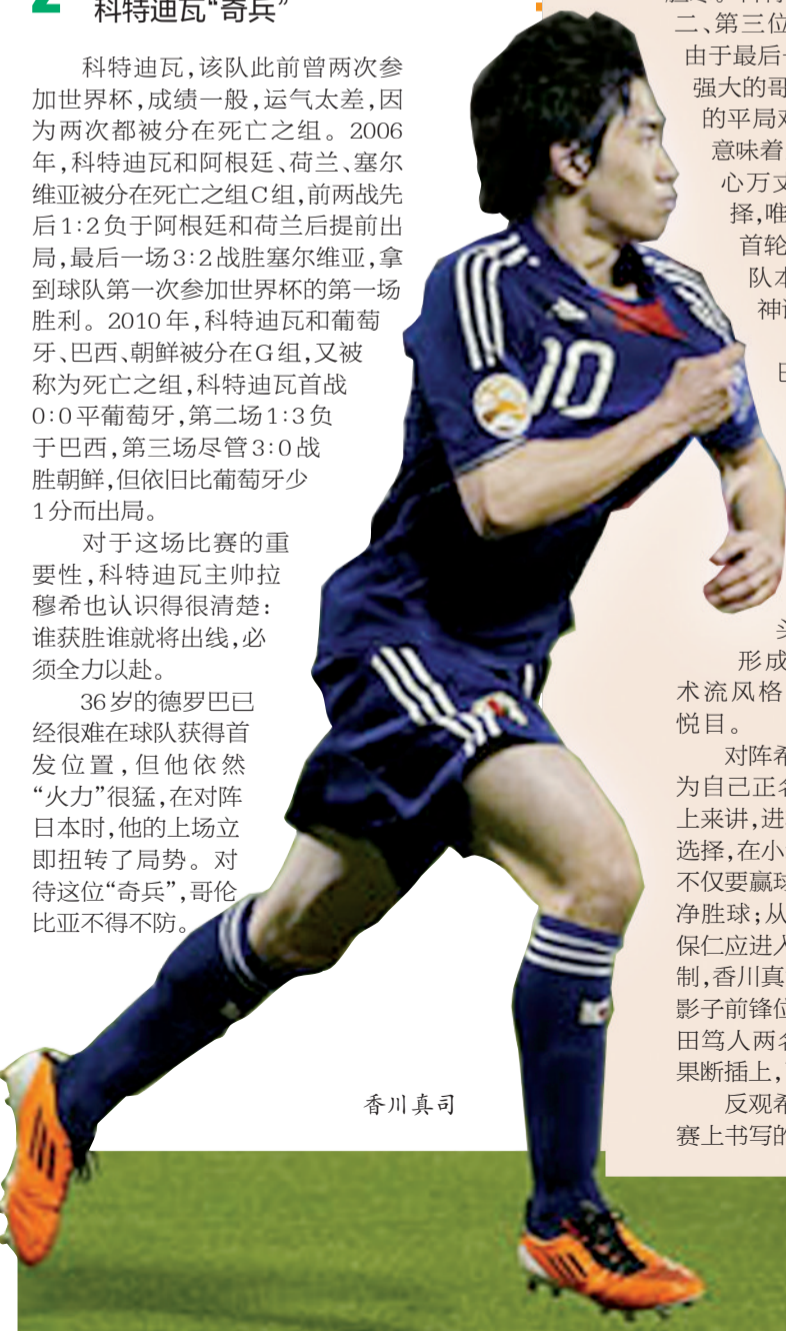 科特迪瓦“奇兵”
科特迪瓦,该队此前曾两次参
加世界杯,成绩一般,运气太差,因
为两次都被分在死亡之组。2006
年,科特迪瓦和阿根廷、荷兰、塞尔
维亚被分在死亡之组C组,前两战先
后1:2负于阿根廷和荷兰后提前出
局,最后一场3:2战胜塞尔维亚,拿
到球队第一次参加世界杯的第一场
胜利。2010年,科特迪瓦和葡萄
牙、巴西、朝鲜被分在G组,又被
称为死亡之组,科特迪瓦首战
0:0平葡萄牙,第二场1:3负
于巴西,第三场尽管3:0战
胜朝鲜,但依旧比葡萄牙少
1分而出局。
对于这场比赛的重
要性,科特迪瓦主帅拉
穆希也认识得很清楚:
谁获胜谁就将出线,必
须全力以赴。
36岁的德罗巴已
经很难在球队获得首
发位置,但他依然
“火力”很猛,在对阵
日本时,他的上场立
即扭转了局势。对
待这位“奇兵”,哥伦
比亚不得不防。
10
香川真司
二、第三位
由于最后
强大的哥
的平局对
意味着
心万丈
择,唯
首轮
队本
神话
形成
术流风格
悦目。
对阵希
为自己正名
上来讲,进
选择,在小
不仅要赢球
净胜球;从
保仁应进入
制,香川真
影子前锋位
田笃人两名
果断插上,
反观希
赛上书写的